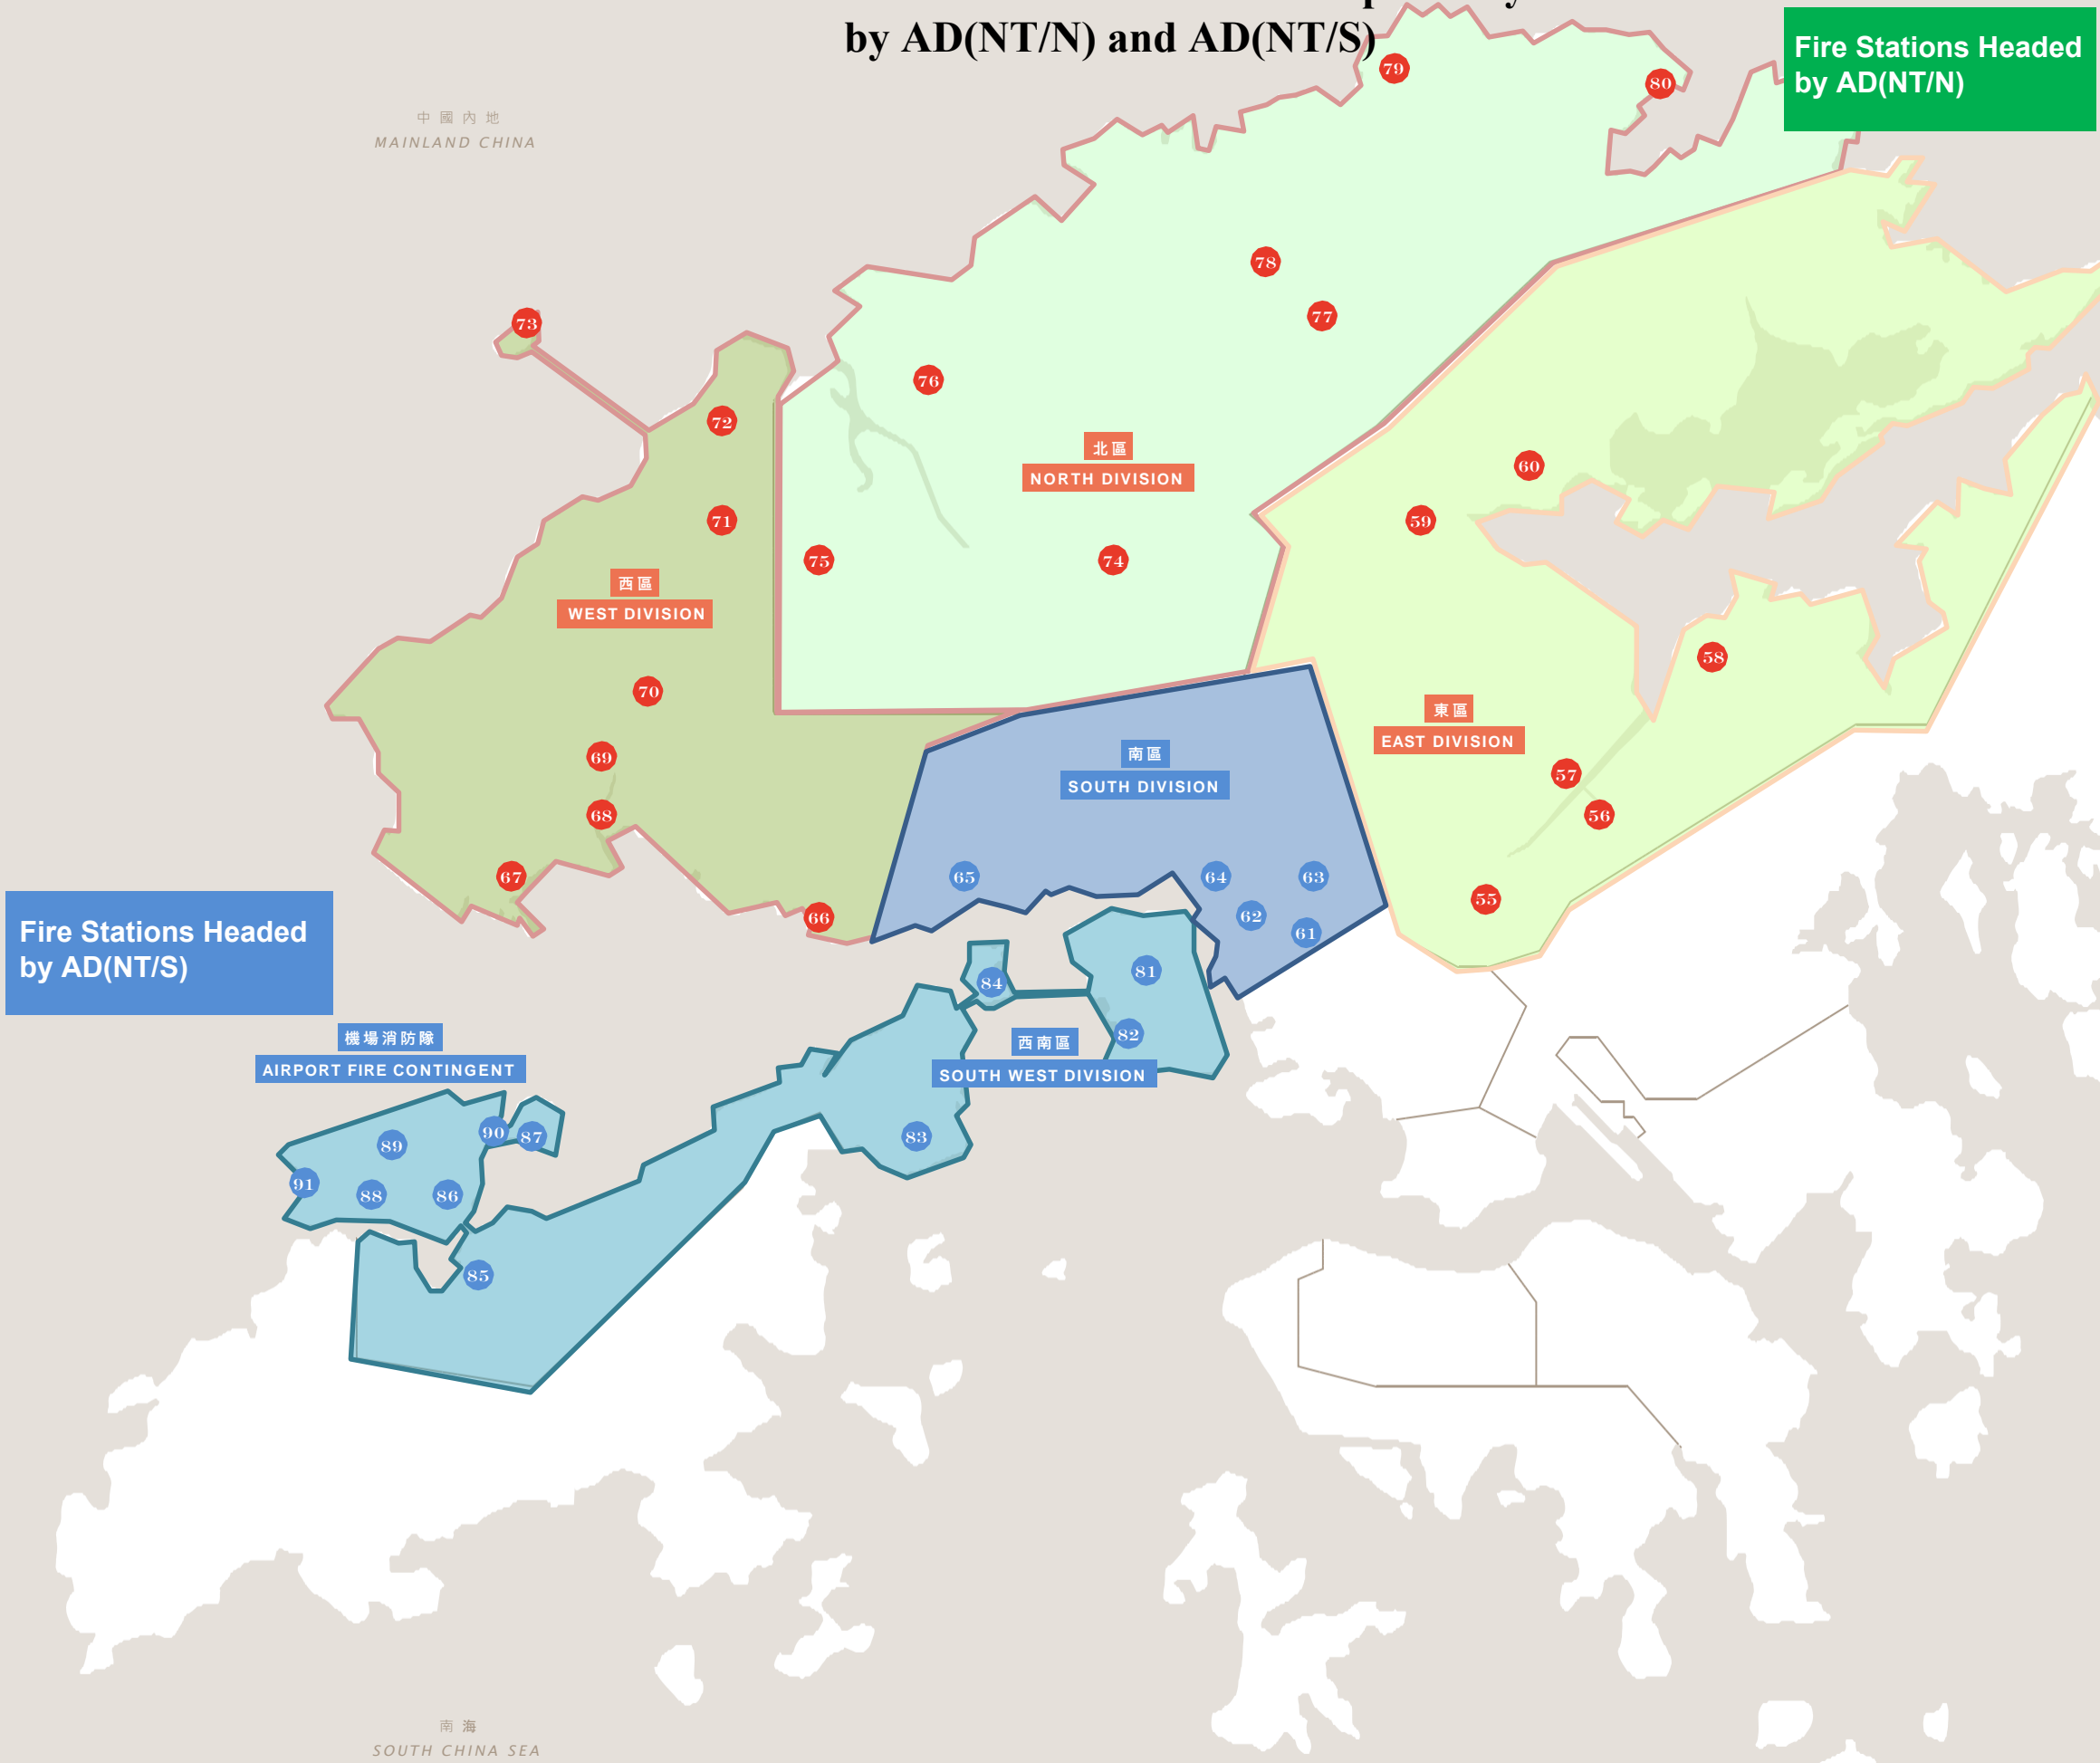 by AD(NT/N) and AD(NT/S)
Fire Stations Headed
by AD(NT/N)
中國內地
MAINLAND CHINA
79
80
78
77
73
76
72
北區
NORTH DIVISION
60
71
59
75
74
西區
WEST DIVISION
58
70
東區
EAST DIVISION
69
南區
SOUTH DIVISION
57
68
56
67
65
64
63
55
66
62
61
Fire Stations Headed
by AD(NT/S)
81
84
82
機場消防隊
AIRPORT FIRE CONTINGENT
西南區
SOUTH WEST DIVISION
90
87
89
83
91
88
86
85
南海
SOUTH CHINA SEA